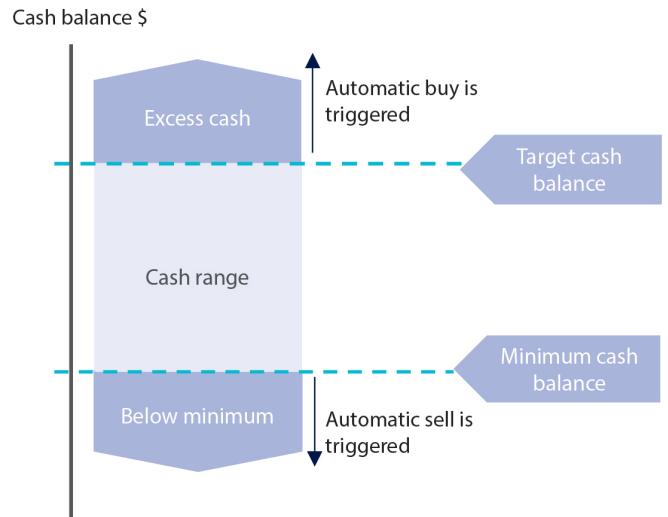 Cash balance $
Automatic buy is
triggered
Excess cash
Target cash
balance
Cash range
Minimum cash
balance
Below minimum
Automatic sell is
triggered